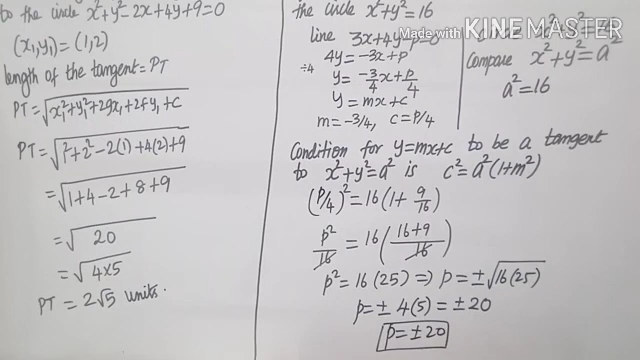 to the circle x²+y²-2x+4y+9=0
(x₁,y₁)=(1,2)
length of the tangent=PT
PT=√x₁²+y₁²+2gx₁+2fy₁+c
PT=√1²+2²-2(1)+4(2)+9
=√1+4-2+8+9
=√20
=√4×5
PT=2√5 units.
the circle x²+y²=16
line 3x+4y-p=0
4y=-3x+p
÷4 y=-3/4x+p/4
y=mx+c
m=-3/4, c=P/4
Made with KINEMASTER
Compare x²+y²=a²
a²=16
Condition for y=mx+c to be a tangent
to x²+y²=a² is c²=a²(1+m²)
(P/4)²=16(1+9/16)
p²/16=16(16+9/16)
p²=16(25)⇒p=±√16(25)
p=±4(5)=±20
p=±20